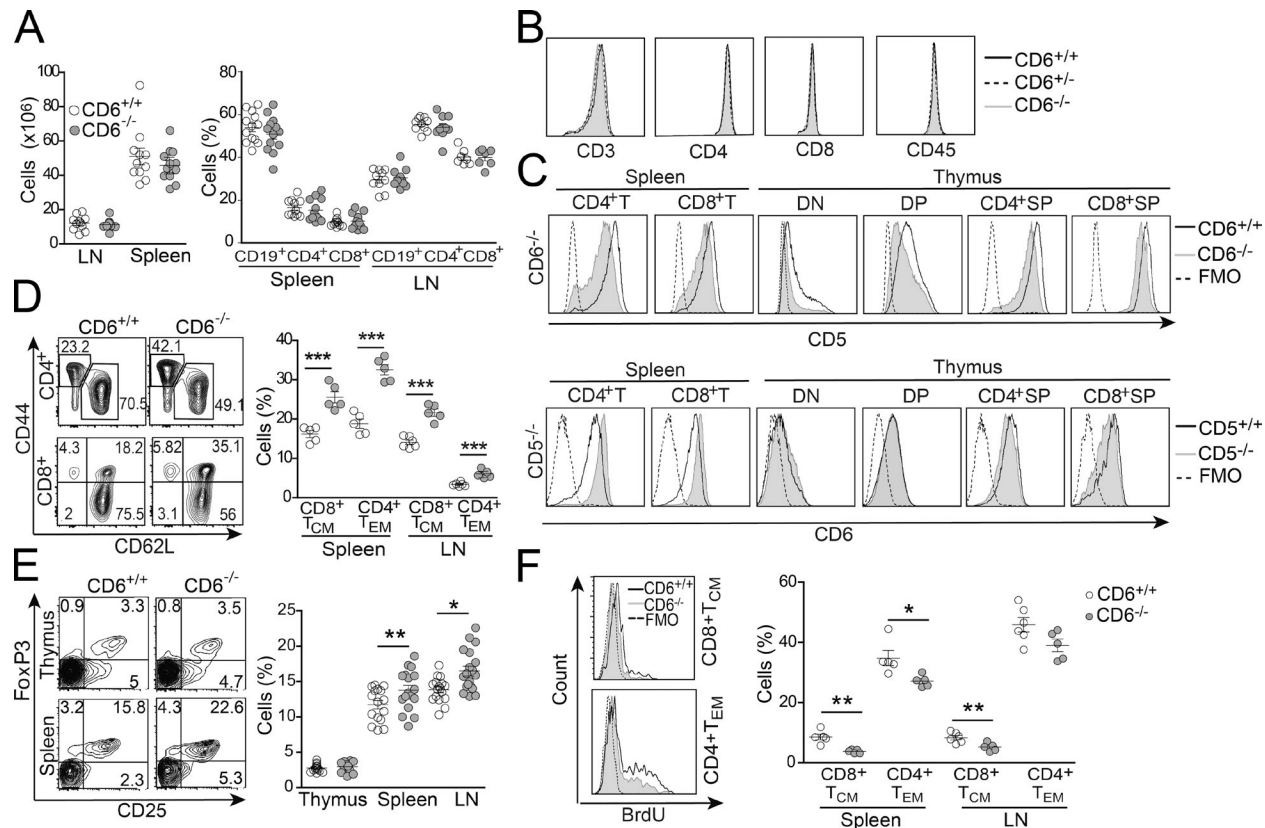 A
Cells (x10⁶)
100
80
60
40
20
0
CD6+/+
CD6-/-
LN Spleen
Cells (%)
80
60
40
20
0
CD19+ CD4+ CD8+ CD19+ CD4+ CD8+
Spleen LN
B
CD3 CD4 CD8 CD45
CD6+/+
CD6+/-
CD6-/-
C
Spleen Thymus
CD4+T CD8+T DN DP CD4+SP CD8+SP
CD6-/-
CD6+/+
CD6-/-
FMO
CD5
Spleen Thymus
CD4+T CD8+T DN DP CD4+SP CD8+SP
CD5-/-
CD5+/+
CD5-/-
FMO
CD6
D
CD6+/+ CD6-/-
CD44
CD4+
23.2 42.1
70.5 49.1
CD8+
4.3 18.2 5.82 35.1
2 75.5 3.1 56
CD62L
Cells (%)
40
30
20
10
0
*** *** *** ***
CD8+ CD4+ CD8+ CD4+
TCM TEM TCM TEM
Spleen LN
E
CD6+/+ CD6-/-
FoxP3
Thymus
0.9 3.3 0.8 3.5
5 4.7
Spleen
3.2 15.8 4.3 22.6
2.3 5.3
CD25
Cells (%)
25
20
15
10
5
0
** *
Thymus Spleen LN
F
Count
CD6+/+
CD6-/-
FMO
CD8+TCM
CD4+TEM
BrdU
Cells (%)
60
40
20
0
** * **
CD6+/+
CD6-/-
CD8+ CD4+ CD8+ CD4+
TCM TEM TCM TEM
Spleen LN